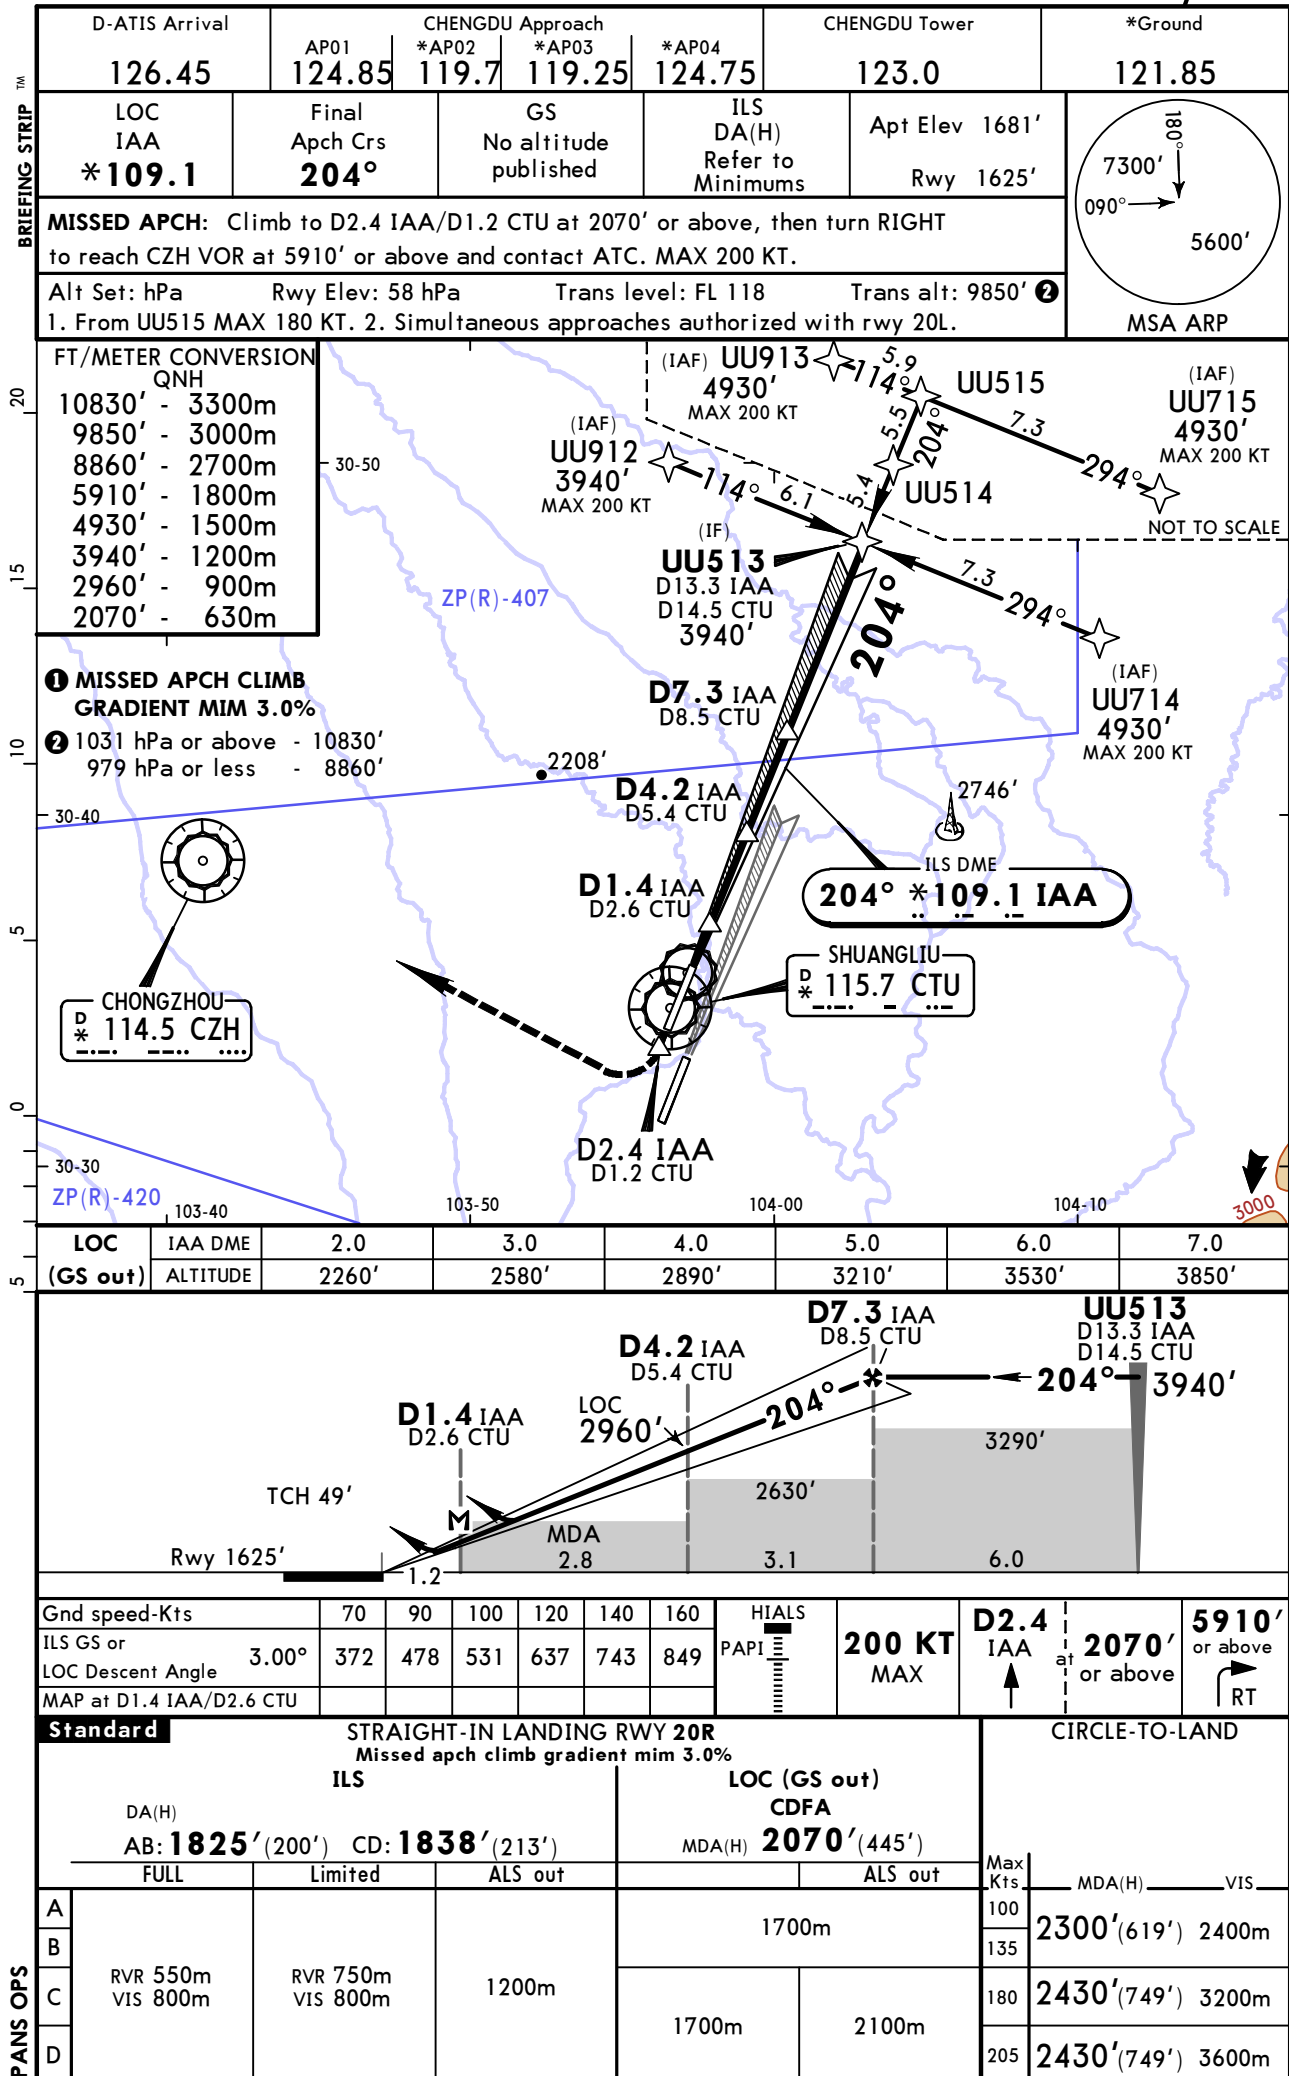 D-ATIS Arrival
126.45
CHENGDU Approach
AP01 *AP02 *AP03 *AP04
124.85 119.7 119.25 124.75
CHENGDU Tower
123.0
*Ground
121.85
BRIEFING STRIP TM
LOC
IAA
*109.1
Final
Apch Crs
204°
GS
No altitude
published
ILS
DA(H)
Refer to
Minimums
Apt Elev 1681'
Rwy 1625'
180°
7300'
090°
5600'
MSA ARP
MISSED APCH: Climb to D2.4 IAA/D1.2 CTU at 2070' or above, then turn RIGHT
to reach CZH VOR at 5910' or above and contact ATC. MAX 200 KT.
Alt Set: hPa Rwy Elev: 58 hPa Trans level: FL 118 Trans alt: 9850' 2
1. From UU515 MAX 180 KT. 2. Simultaneous approaches authorized with rwy 20L.
FT/METER CONVERSION
QNH
10830' - 3300m
9850' - 3000m
8860' - 2700m
5910' - 1800m
4930' - 1500m
3940' - 1200m
2960' - 900m
2070' - 630m
1 MISSED APCH CLIMB
GRADIENT MIM 3.0%
2 1031 hPa or above - 10830'
979 hPa or less - 8860'
20
15
10
5
0
5
30-50
30-40
30-30
103-40
103-50
104-00
104-10
(IAF) UU913
4930'
MAX 200 KT
114°
5.9
UU515
(IAF)
UU715
4930'
MAX 200 KT
7.3
294°
5.5
204°
(IAF)
UU912
3940'
MAX 200 KT
114°
6.1
5.4
UU514
NOT TO SCALE
(IF)
UU513
D13.3 IAA
D14.5 CTU
3940'
7.3
294°
(IAF)
UU714
4930'
MAX 200 KT
ZP(R)-407
204°
D7.3 IAA
D8.5 CTU
2208'
D4.2 IAA
D5.4 CTU
2746'
ILS DME
204° *109.1 IAA
D1.4 IAA
D2.6 CTU
SHUANGLIU
D
* 115.7 CTU
CHONGZHOU
D
* 114.5 CZH
D2.4 IAA
D1.2 CTU
ZP(R)-420
3000
LOC IAA DME 2.0 3.0 4.0 5.0 6.0 7.0
(GS out) ALTITUDE 2260' 2580' 2890' 3210' 3530' 3850'
D7.3 IAA
D8.5 CTU
UU513
D13.3 IAA
D14.5 CTU
D4.2 IAA
D5.4 CTU
204°
204°
3940'
D1.4 IAA
D2.6 CTU
LOC
2960'
3290'
TCH 49'
2630'
M
MDA
Rwy 1625'
1.2
2.8
3.1
6.0
Gnd speed-Kts 70 90 100 120 140 160
ILS GS or
LOC Descent Angle 3.00° 372 478 531 637 743 849
MAP at D1.4 IAA/D2.6 CTU
HIALS
PAPI
200 KT
MAX
D2.4
IAA
at
2070'
or above
5910'
or above
RT
Standard
STRAIGHT-IN LANDING RWY 20R
Missed apch climb gradient mim 3.0%
CIRCLE-TO-LAND
ILS
DA(H)
AB: 1825'(200') CD: 1838'(213')
LOC (GS out)
CDFA
MDA(H) 2070'(445')
FULL Limited ALS out
ALS out
Max
Kts MDA(H) VIS
A
B
C
D
RVR 550m
VIS 800m
RVR 750m
VIS 800m
1200m
1700m
1700m
2100m
100
135
2300'(619') 2400m
180 2430'(749') 3200m
205 2430'(749') 3600m
PANS OPS